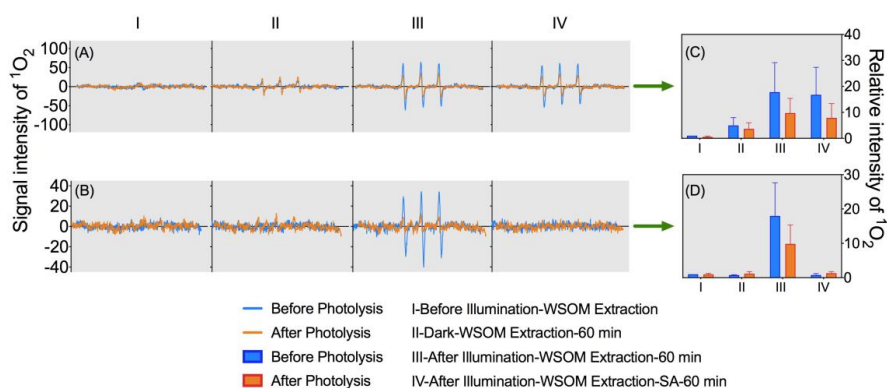 I II III IV
Signal intensity of ¹O₂
(A)
100
50
0
-50
-100
(B)
40
20
0
-20
-40
(C)
40
30
20
10
0
I II III IV
(D)
30
20
10
0
I II III IV
Relative intensity of ¹O₂
Before Photolysis I-Before Illumination-WSOM Extraction
After Photolysis II-Dark-WSOM Extraction-60 min
Before Photolysis III-After Illumination-WSOM Extraction-60 min
After Photolysis IV-After Illumination-WSOM Extraction-SA-60 min